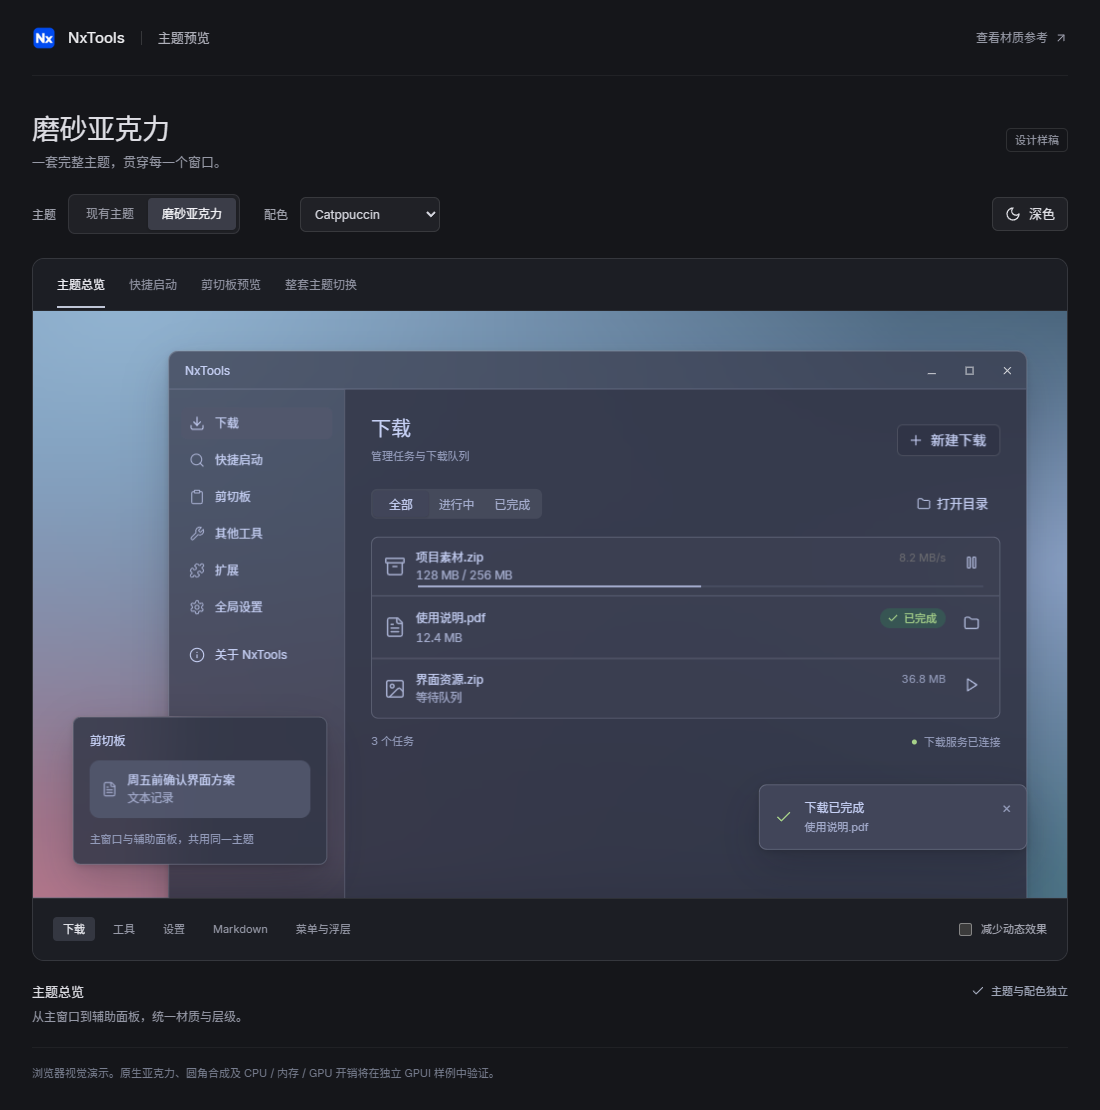 Nx NxTools 主题预览 查看材质参考
磨砂亚克力
一套完整主题，贯穿每一个窗口。
设计样稿
主题 现有主题 磨砂亚克力 配色 Catppuccin 深色
主题总览 快捷启动 剪切板预览 整套主题切换
NxTools
下载
快捷启动
剪切板
其他工具
扩展
全局设置
关于 NxTools
下载
管理任务与下载队列
新建下载
全部 进行中 已完成 打开目录
项目素材.zip 8.2 MB/s
128 MB / 256 MB
使用说明.pdf 已完成
12.4 MB
界面资源.zip 36.8 MB
等待队列
3 个任务 下载服务已连接
剪切板
周五前确认界面方案
文本记录
主窗口与辅助面板，共用同一主题
下载已完成
使用说明.pdf
下载 工具 设置 Markdown 菜单与浮层 减少动态效果
主题总览 主题与配色独立
从主窗口到辅助面板，统一材质与层级。
浏览器视觉演示。原生亚克力、圆角合成及 CPU / 内存 / GPU 开销将在独立 GPUI 样例中验证。